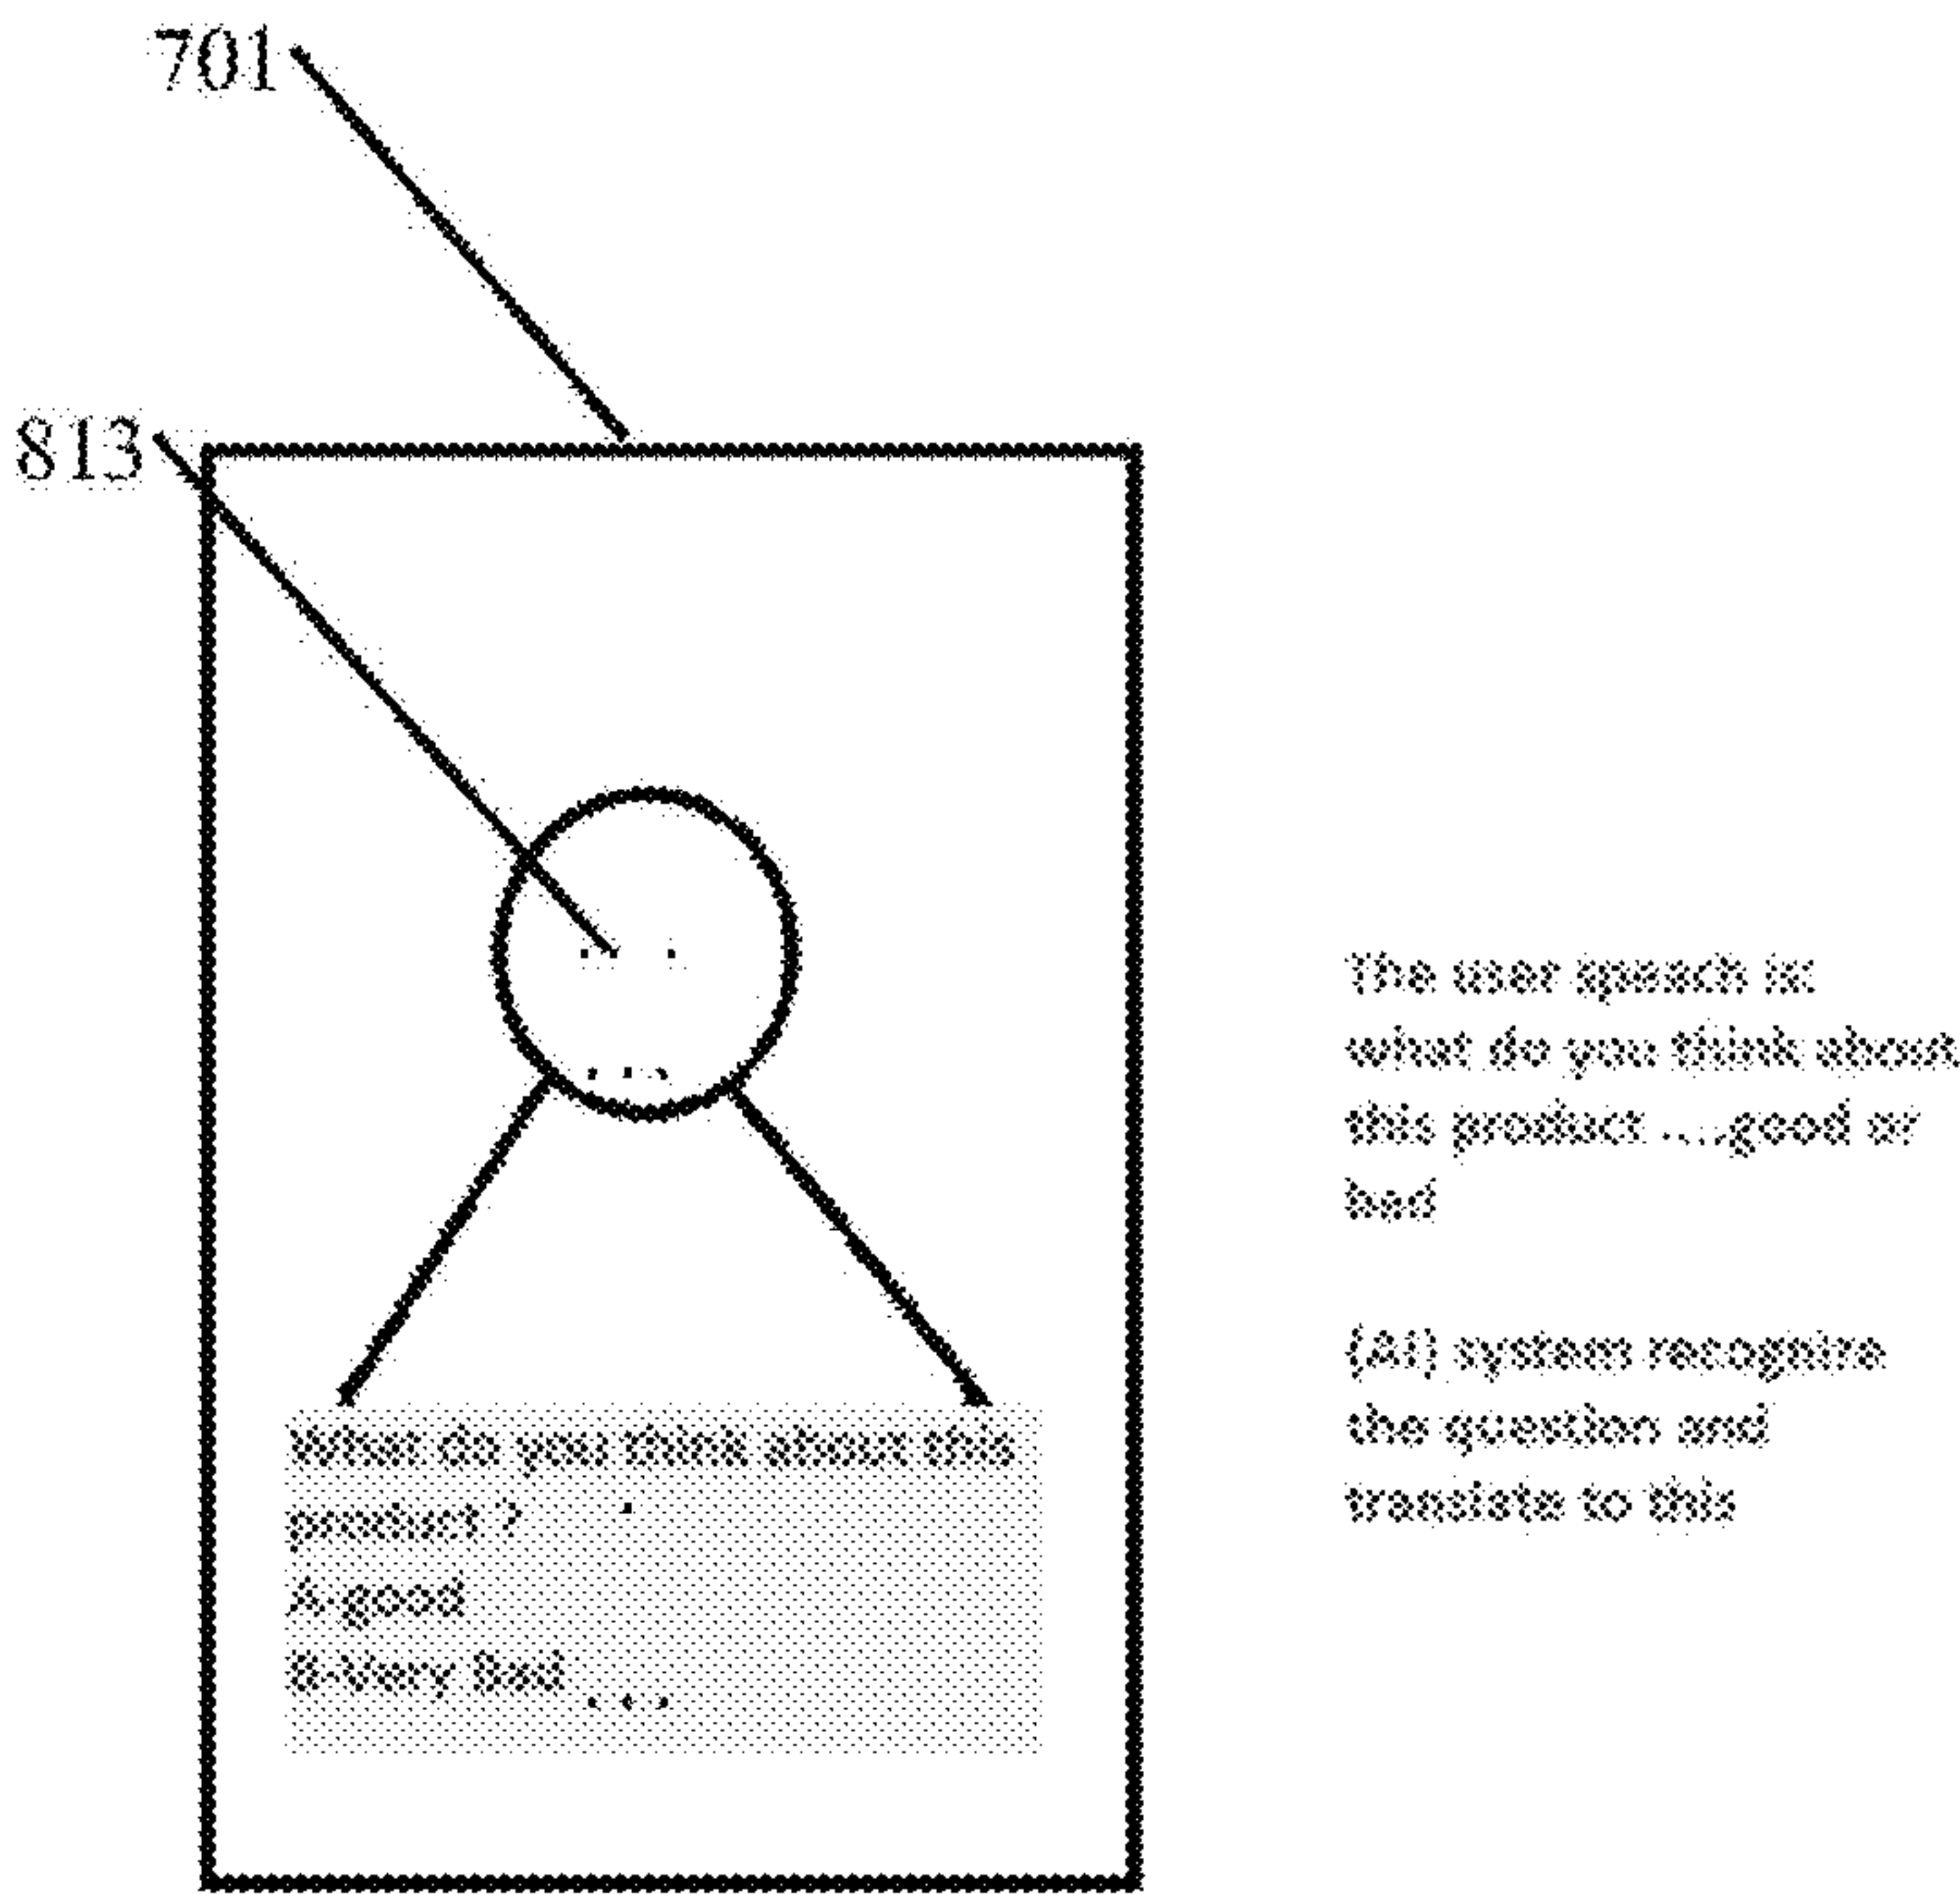 701
813
The user speach is:
what do you think about
this product ....good or
bad
(AI) system recognize
the question and
translate to this
What do you think about this
product ?
A-good
B-Very Bad